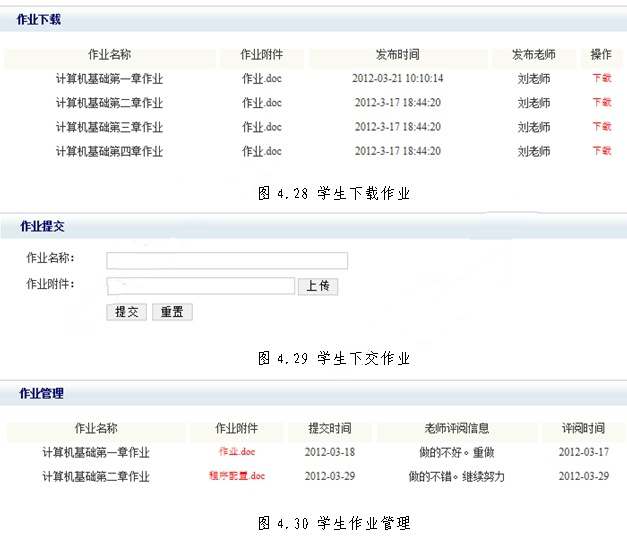 作业下载
作业名称 作业附件 发布时间 发布老师 操作
计算机基础第一章作业 作业.doc 2012-03-21 10:10:14 刘老师 下载
计算机基础第二章作业 作业.doc 2012-3-17 18:44:20 刘老师 下载
计算机基础第三章作业 作业.doc 2012-3-17 18:44:20 刘老师 下载
计算机基础第四章作业 作业.doc 2012-3-17 18:44:20 刘老师 下载
图 4.28 学生下载作业
作业提交
作业名称:
作业附件: 上传
提交 重置
图 4.29 学生下交作业
作业管理
作业名称 作业附件 提交时间 老师评阅信息 评阅时间
计算机基础第一章作业 作业.doc 2012-03-18 做的不好。重做 2012-03-17
计算机基础第二章作业 程序配置.doc 2012-03-29 做的不错。继续努力 2012-03-29
图 4.30 学生作业管理